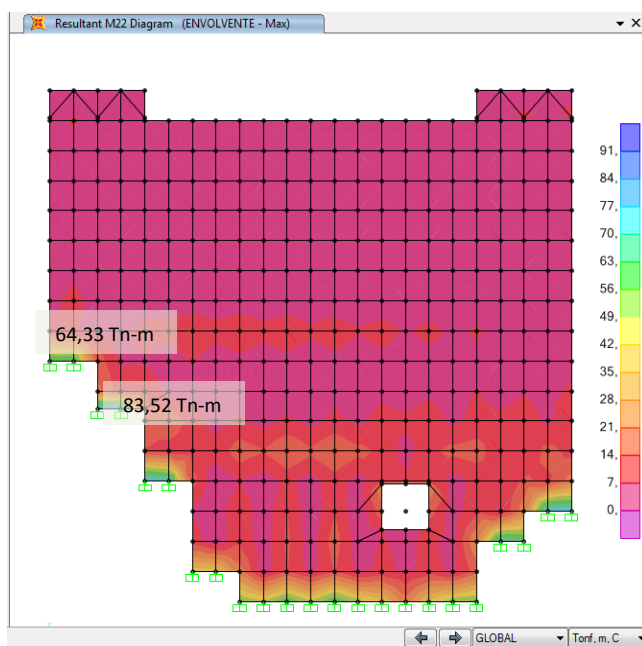 Resultant M22 Diagram (ENVOLVENTE - Max)
91,
84,
77,
70,
63,
56,
49,
42,
35,
28,
21,
14,
7,
0,
64,33 Tn-m
83,52 Tn-m
GLOBAL
Tonf, m, C